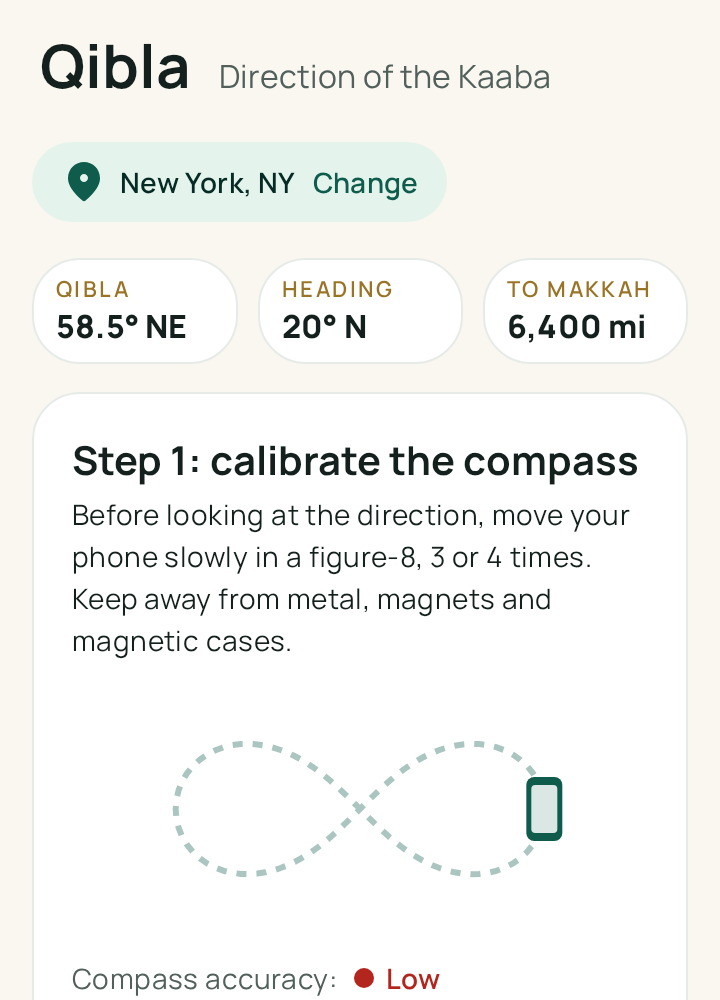 Qibla Direction of the Kaaba
New York, NY Change
QIBLA
58.5° NE
HEADING
20° N
TO MAKKAH
6,400 mi
Step 1: calibrate the compass
Before looking at the direction, move your
phone slowly in a figure-8, 3 or 4 times.
Keep away from metal, magnets and
magnetic cases.
Compass accuracy: Low